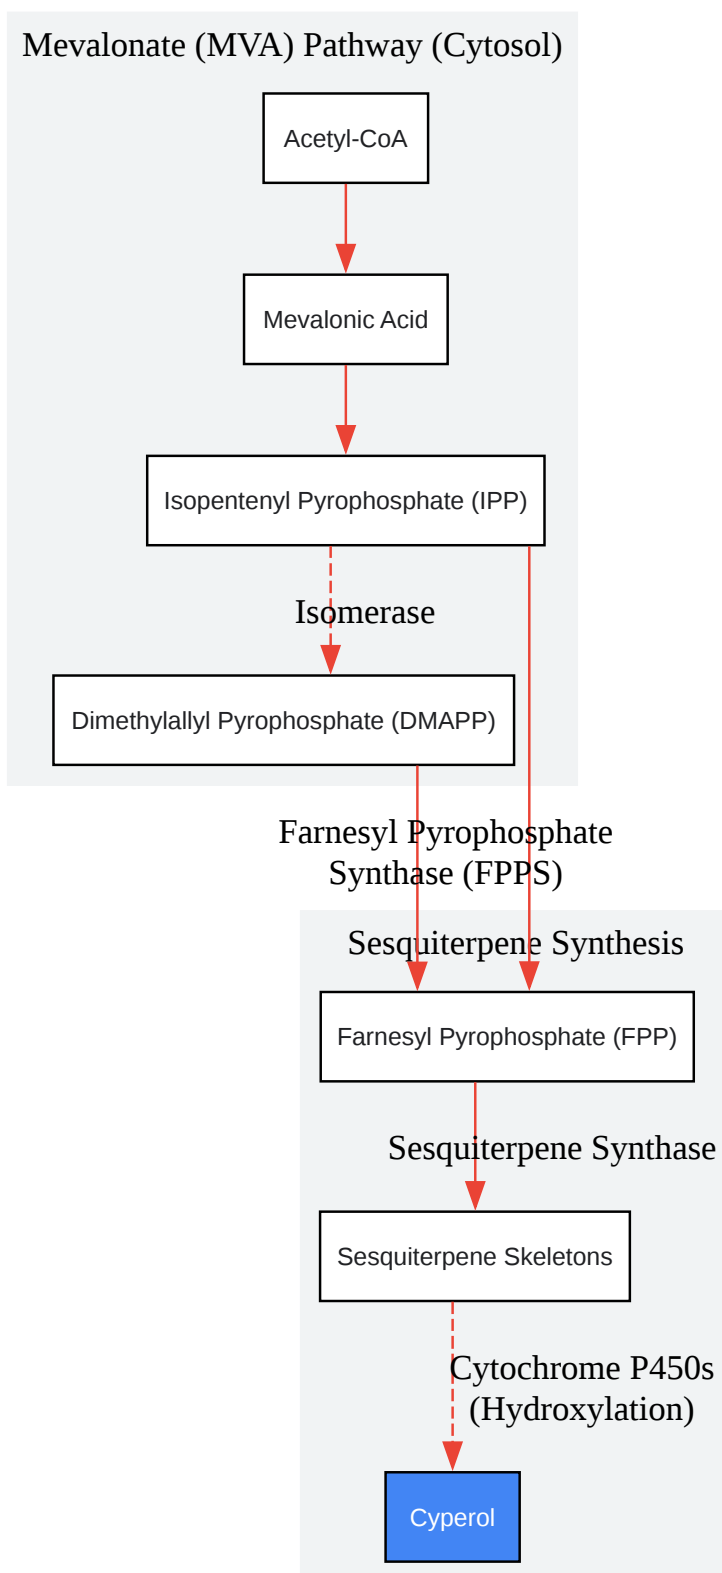 Mevalonate (MVA) Pathway (Cytosol)
Acetyl-CoA
Mevalonic Acid
Isopentenyl Pyrophosphate (IPP)
Isomerase
Dimethylallyl Pyrophosphate (DMAPP)
Farnesyl Pyrophosphate
Synthase (FPPS)
Sesquiterpene Synthesis
Farnesyl Pyrophosphate (FPP)
Sesquiterpene Synthase
Sesquiterpene Skeletons
Cytochrome P450s
(Hydroxylation)
Cyperol